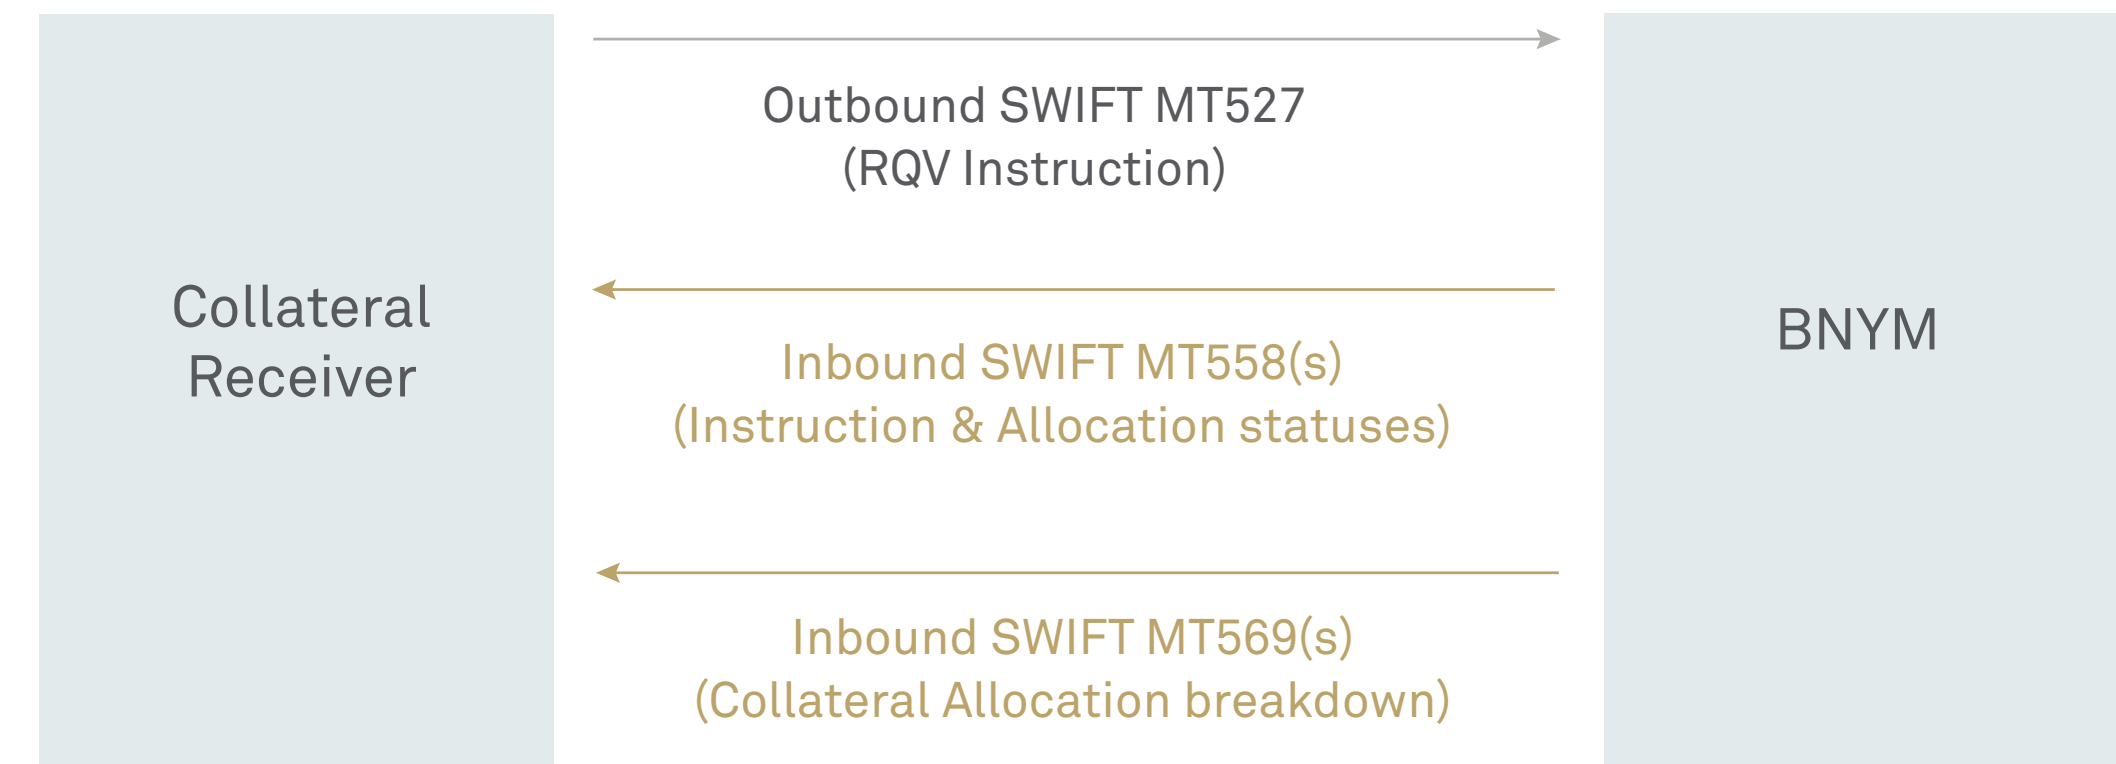 Outbound SWIFT MT527
(RQV Instruction)
Collateral
Receiver
BNYM
Inbound SWIFT MT558(s)
(Instruction & Allocation statuses)
Inbound SWIFT MT569(s)
(Collateral Allocation breakdown)